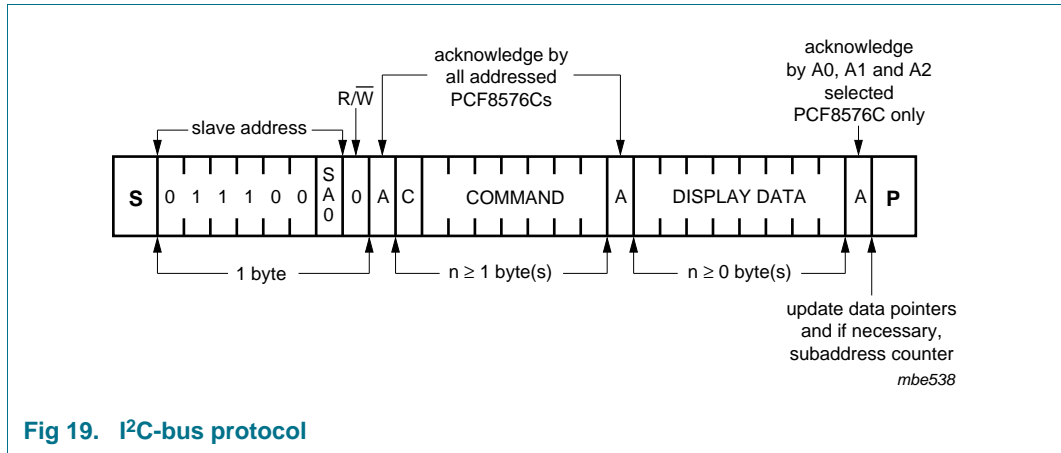 acknowledge by
all addressed
PCF8576Cs
acknowledge
by A0, A1 and A2
selected
PCF8576C only
R/W̅
slave address
S 0 1 1 1 0 0 SA0 0 A C COMMAND A DISPLAY DATA A P
1 byte
n ≥ 1 byte(s)
n ≥ 0 byte(s)
update data pointers
and if necessary,
subaddress counter
mbe538
Fig 19. I²C-bus protocol